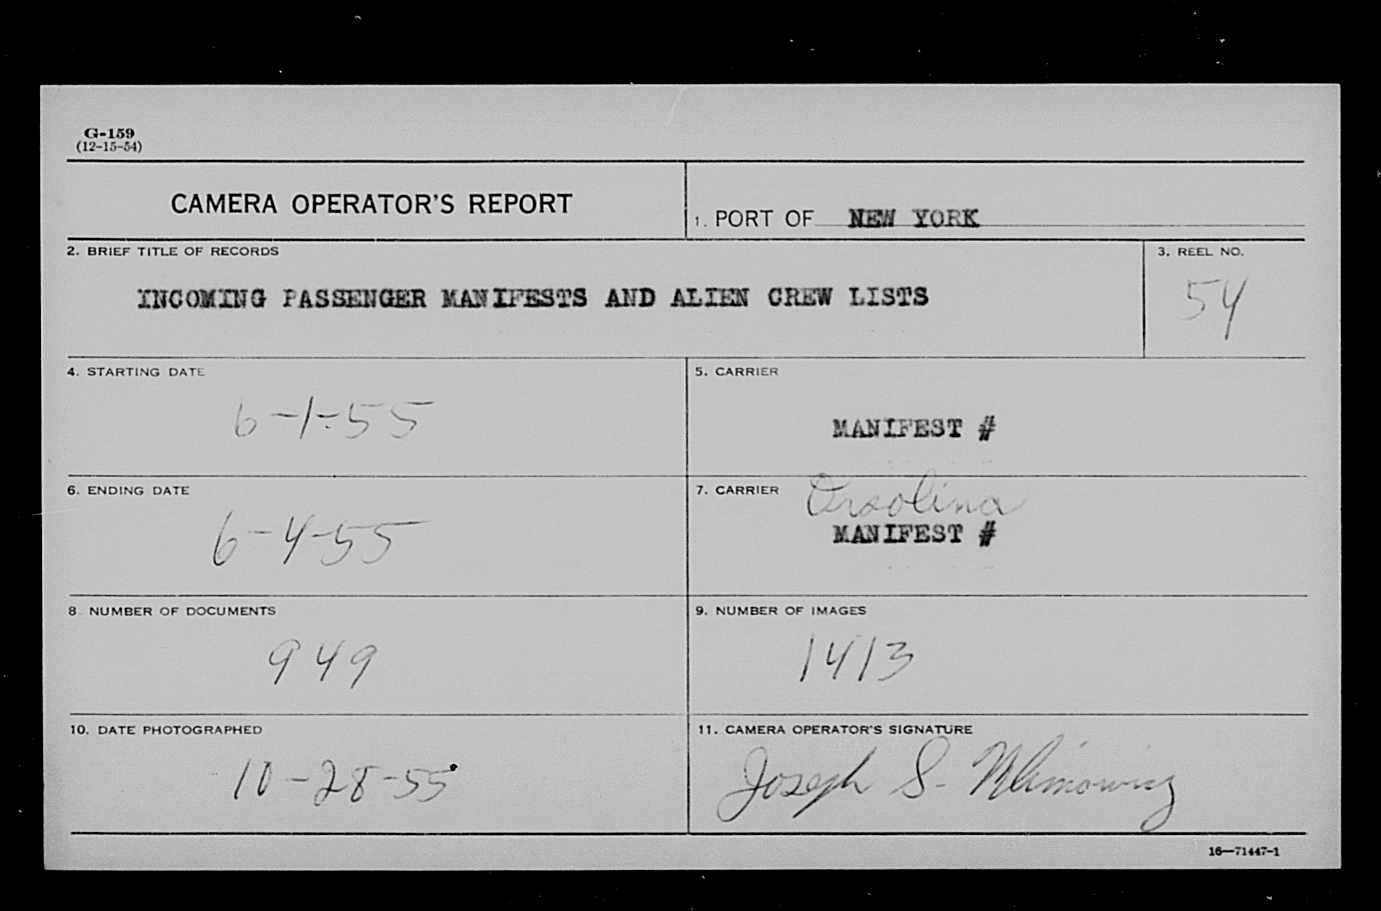 G-159
(12-15-54)
CAMERA OPERATOR'S REPORT
1. PORT OF NEW YORK
2. BRIEF TITLE OF RECORDS
INCOMING PASSENGER MANIFESTS AND ALIEN CREW LISTS
3. REEL NO.
54
4. STARTING DATE
6-1-55
5. CARRIER
MANIFEST #
6. ENDING DATE
6-4-55
7. CARRIER Orsolina
MANIFEST #
8 NUMBER OF DOCUMENTS
949
9. NUMBER OF IMAGES
1413
10. DATE PHOTOGRAPHED
10-28-55
11. CAMERA OPERATOR'S SIGNATURE
Joseph S.
16—71447-1